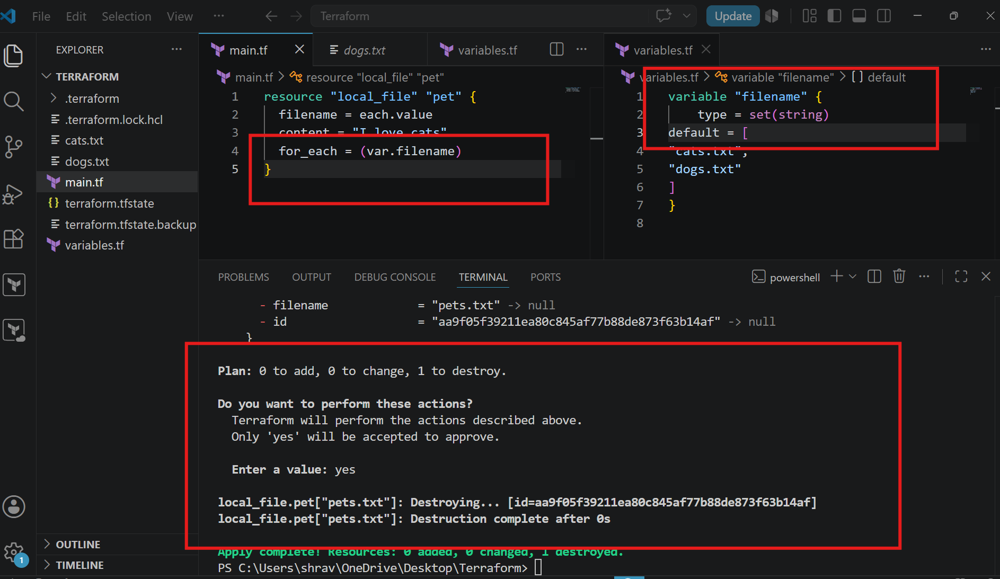 File Edit Selection View ··· Terraform Update
EXPLORER ···
TERRAFORM
.terraform
.terraform.lock.hcl
cats.txt
dogs.txt
main.tf
{} terraform.tfstate
terraform.tfstate.backup
variables.tf
OUTLINE
TIMELINE
1
main.tf dogs.txt variables.tf ···
main.tf > resource "local_file" "pet"
1 resource "local_file" "pet" {
2 filename = each.value
3 content = "I love cats"
4 for_each = (var.filename)
5 }
variables.tf ···
variables.tf > variable "filename" > [ ] default
1 variable "filename" {
2 type = set(string)
3 default = [
4 "cats.txt",
5 "dogs.txt"
6 ]
7 }
8
PROBLEMS OUTPUT DEBUG CONSOLE TERMINAL PORTS powershell ···
- filename = "pets.txt" -> null
- id = "aa9f05f39211ea80c845af77b88de873f63b14af" -> null
}
Plan: 0 to add, 0 to change, 1 to destroy.
Do you want to perform these actions?
Terraform will perform the actions described above.
Only 'yes' will be accepted to approve.
Enter a value: yes
local_file.pet["pets.txt"]: Destroying... [id=aa9f05f39211ea80c845af77b88de873f63b14af]
local_file.pet["pets.txt"]: Destruction complete after 0s
Apply complete! Resources: 0 added, 0 changed, 1 destroyed.
PS C:\Users\shrav\OneDrive\Desktop\Terraform>